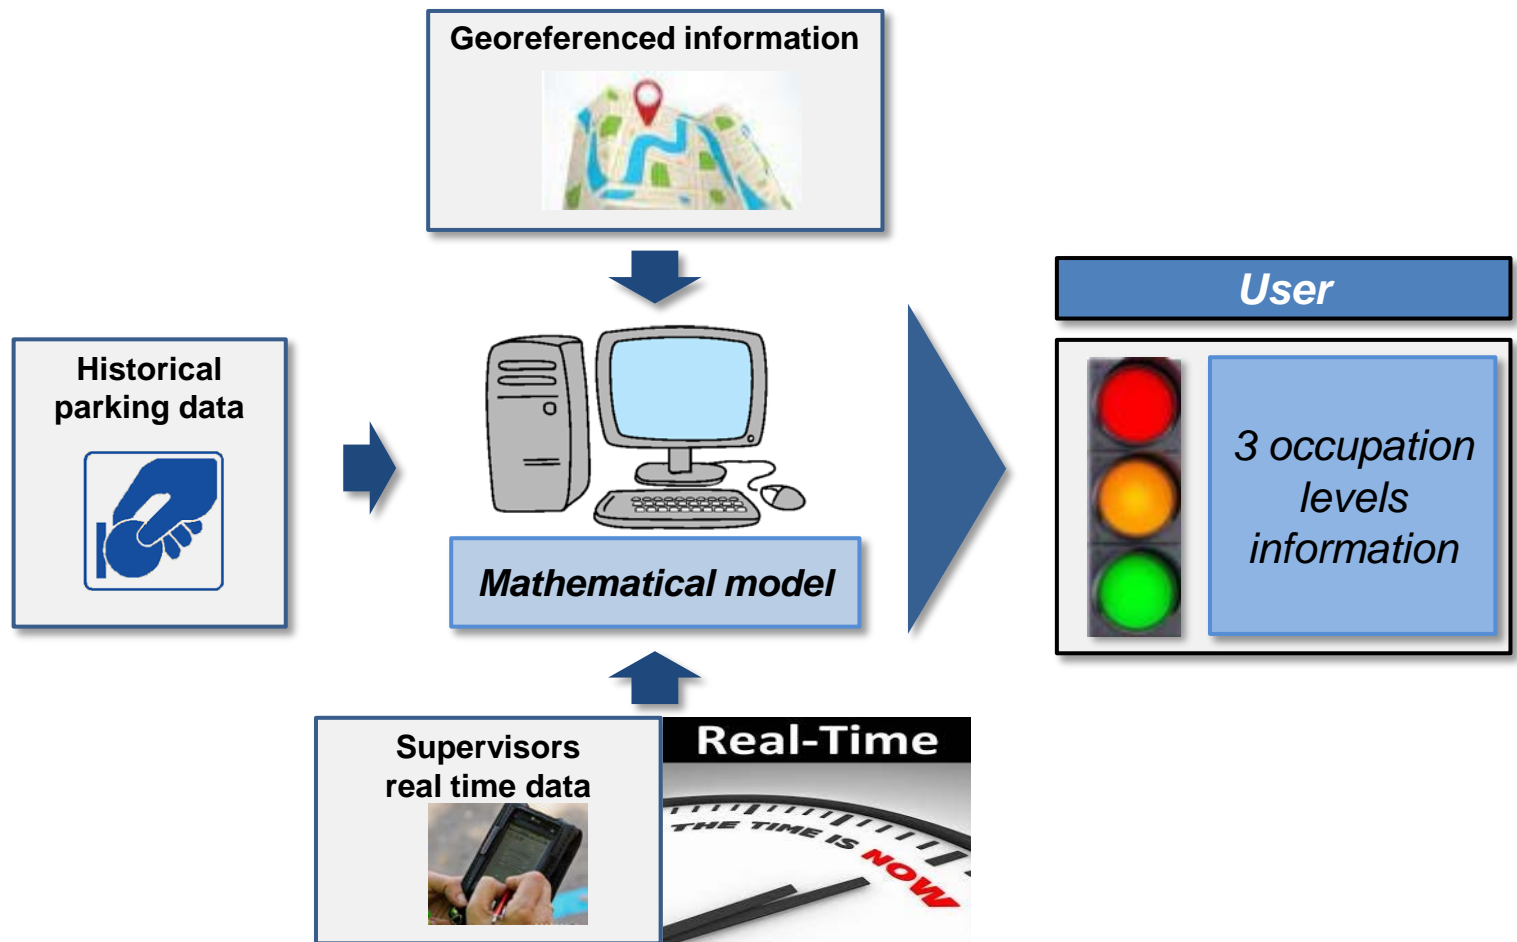 Georeferenced information
User
Historical
parking data
3 occupation
levels
information
Mathematical model
Supervisors
real time data
Real-Time
THE TIME IS NOW